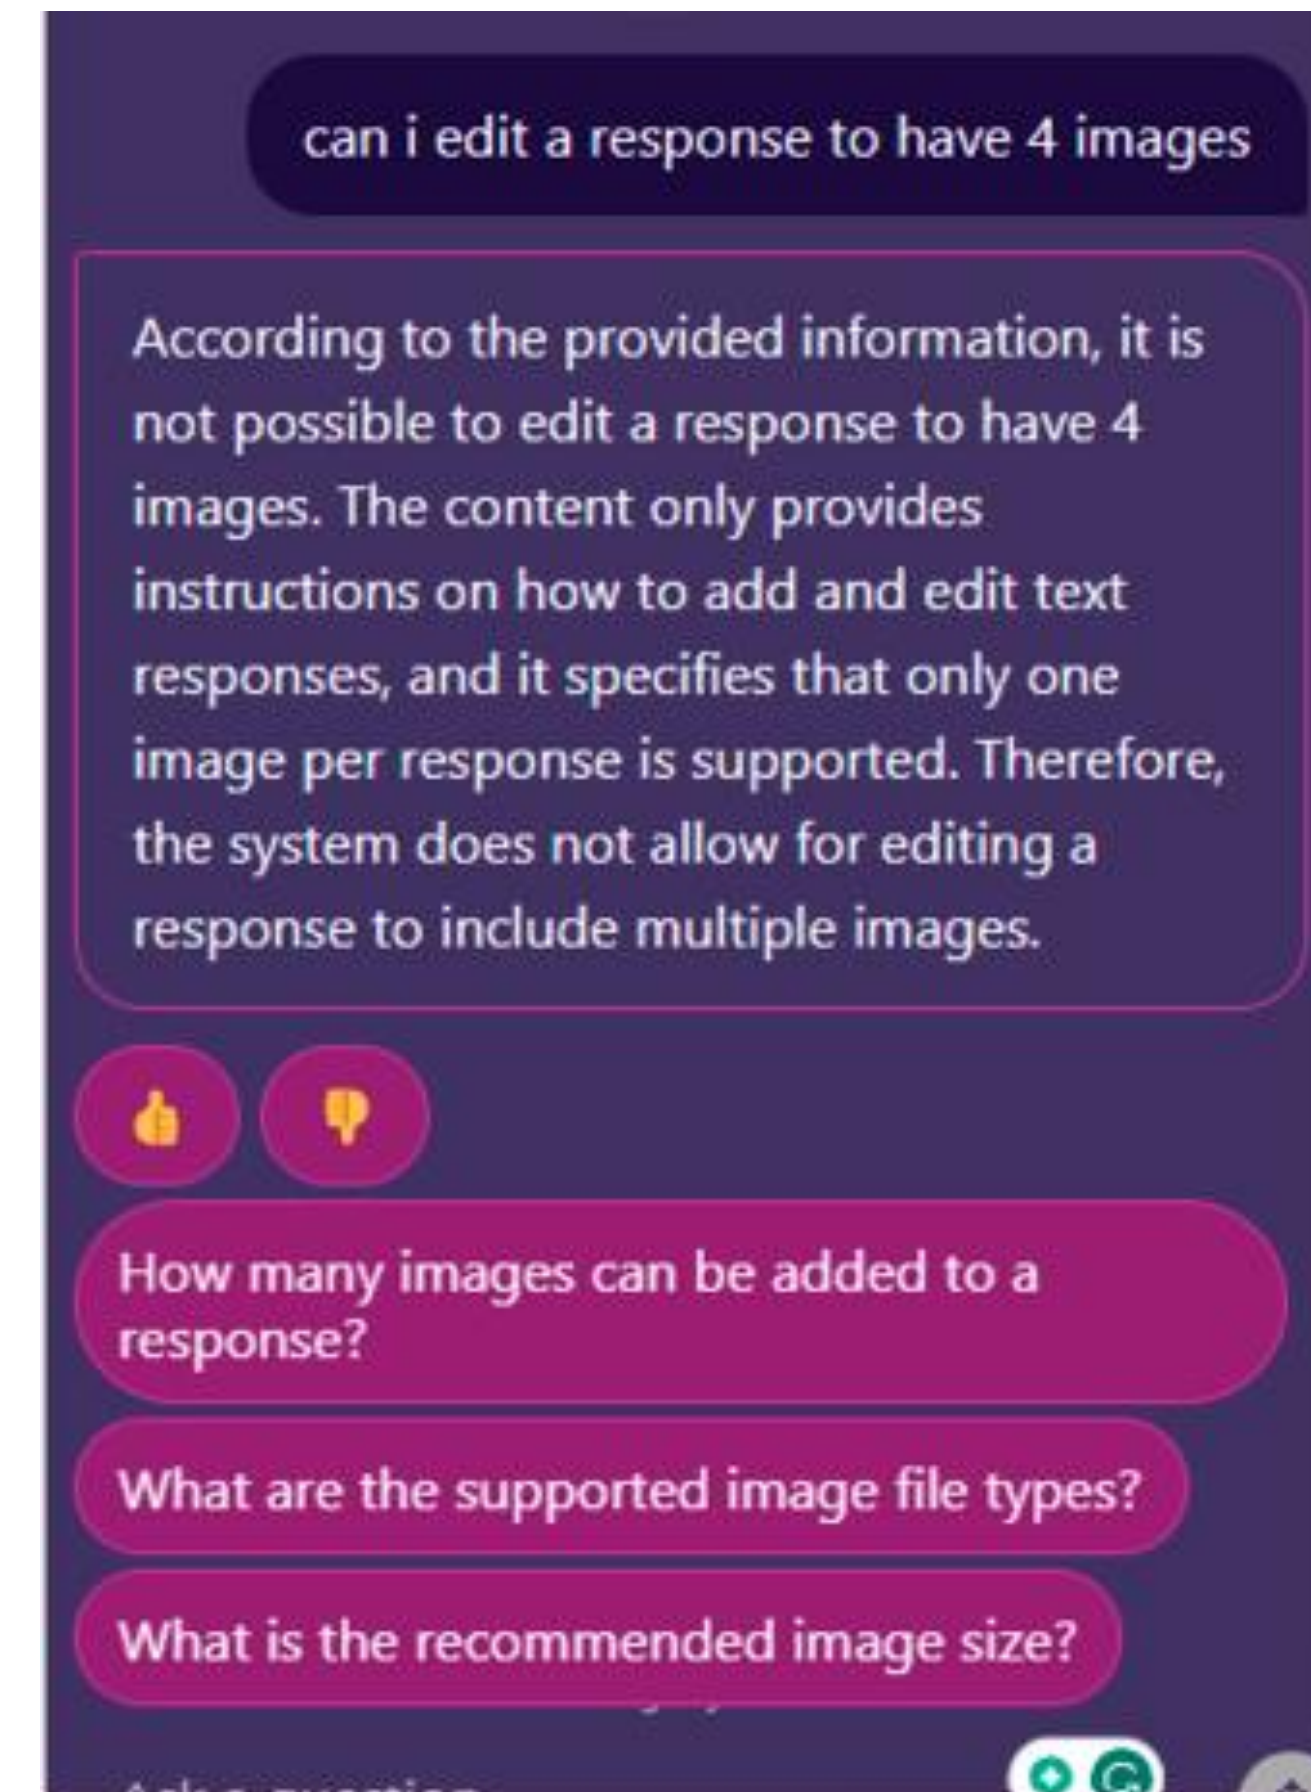 can i edit a response to have 4 images
According to the provided information, it is
not possible to edit a response to have 4
images. The content only provides
instructions on how to add and edit text
responses, and it specifies that only one
image per response is supported. Therefore,
the system does not allow for editing a
response to include multiple images.
How many images can be added to a
response?
What are the supported image file types?
What is the recommended image size?